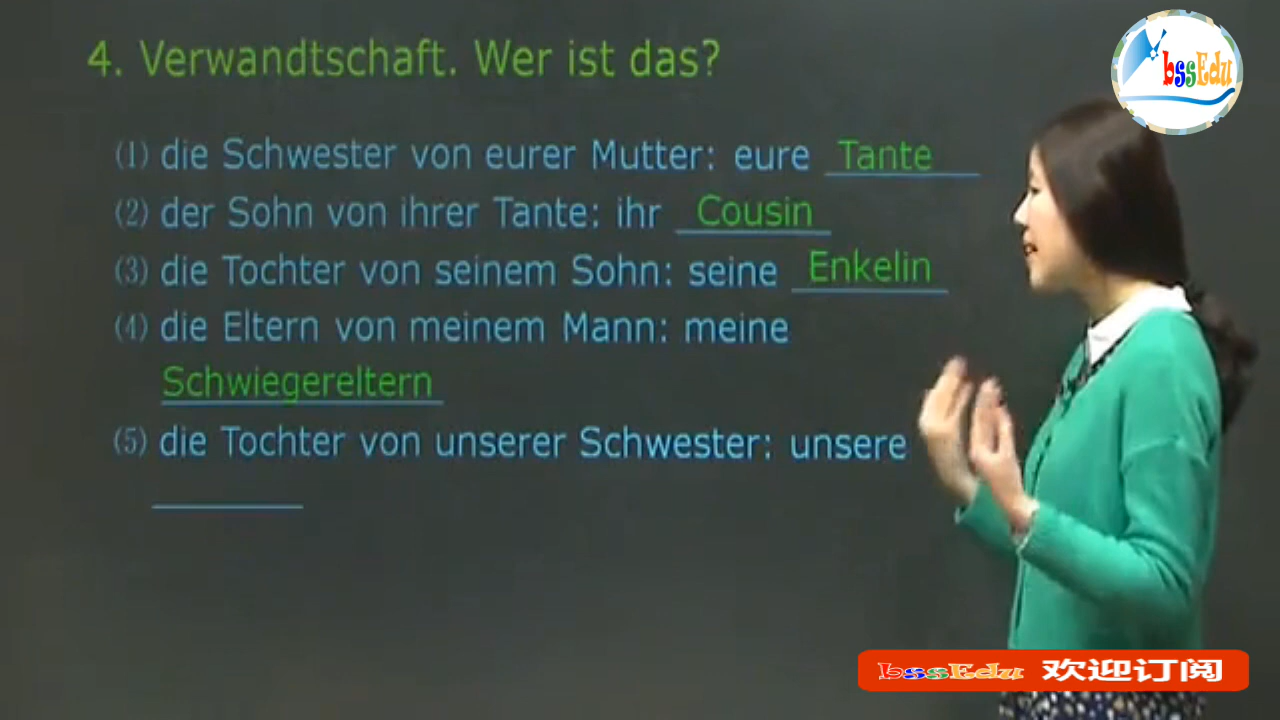 bssEdu
4. Verwandtschaft. Wer ist das?
(1) die Schwester von eurer Mutter: eure Tante
(2) der Sohn von ihrer Tante: ihr Cousin
(3) die Tochter von seinem Sohn: seine Enkelin
(4) die Eltern von meinem Mann: meine
Schwiegereltern
(5) die Tochter von unserer Schwester: unsere
bssEdu 欢迎订阅